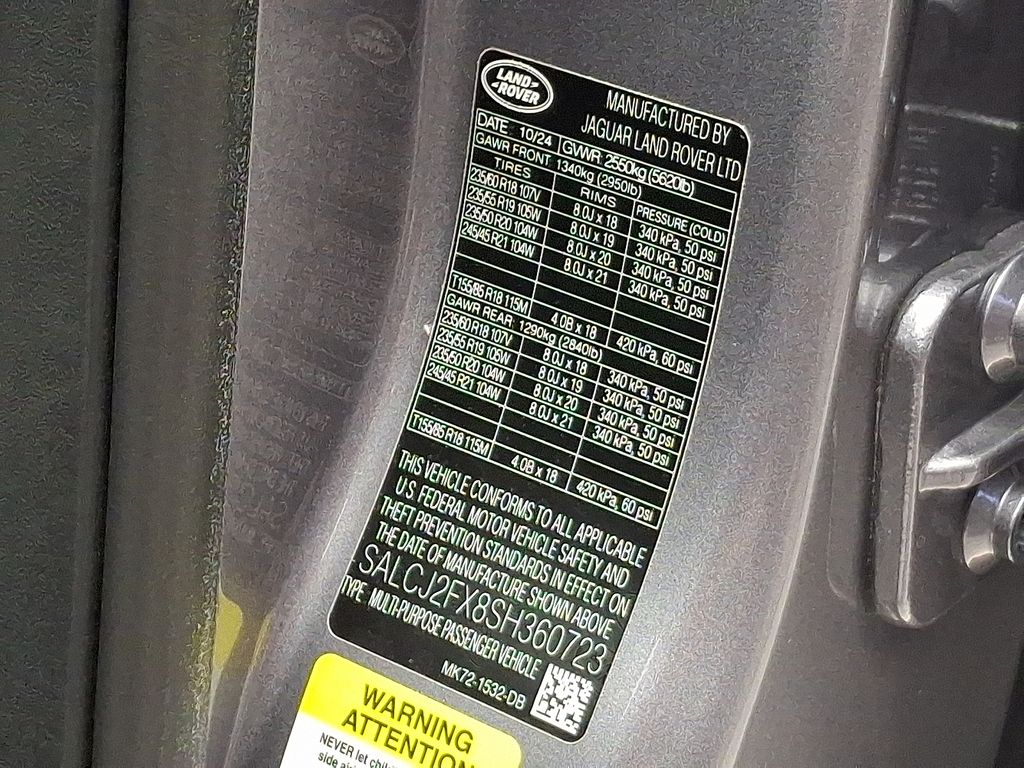 LAND
ROVER
MANUFACTURED BY
JAGUAR LAND ROVER LTD
DATE 10/24 GVWR 2550kg (5620lb)
GAWR FRONT 1340kg (2950lb)
TIRES RIMS PRESSURE (COLD)
235/60 R18 107V 8.0J x 18 340 kPa, 50 psi
235/55 R19 105W 8.0J x 19 340 kPa, 50 psi
235/50 R20 104W 8.0J x 20 340 kPa, 50 psi
245/45 R21 104W 8.0J x 21 340 kPa, 50 psi
T155/85 R18 115M 4.0B x 18 420 kPa, 60 psi
GAWR REAR 1290kg (2840lb)
235/60 R18 107V 8.0J x 18 340 kPa, 50 psi
235/55 R19 105W 8.0J x 19 340 kPa, 50 psi
235/50 R20 104W 8.0J x 20 340 kPa, 50 psi
245/45 R21 104W 8.0J x 21 340 kPa, 50 psi
T155/85 R18 115M 4.0B x 18 420 kPa, 60 psi
THIS VEHICLE CONFORMS TO ALL APPLICABLE
U.S. FEDERAL MOTOR VEHICLE SAFETY AND
THEFT PREVENTION STANDARDS IN EFFECT ON
THE DATE OF MANUFACTURE SHOWN ABOVE
SALCJ2FX8SH360723
TYPE: MULTI-PURPOSE PASSENGER VEHICLE
MK72-1532-DB
WARNING
ATTENTION
NEVER let
side